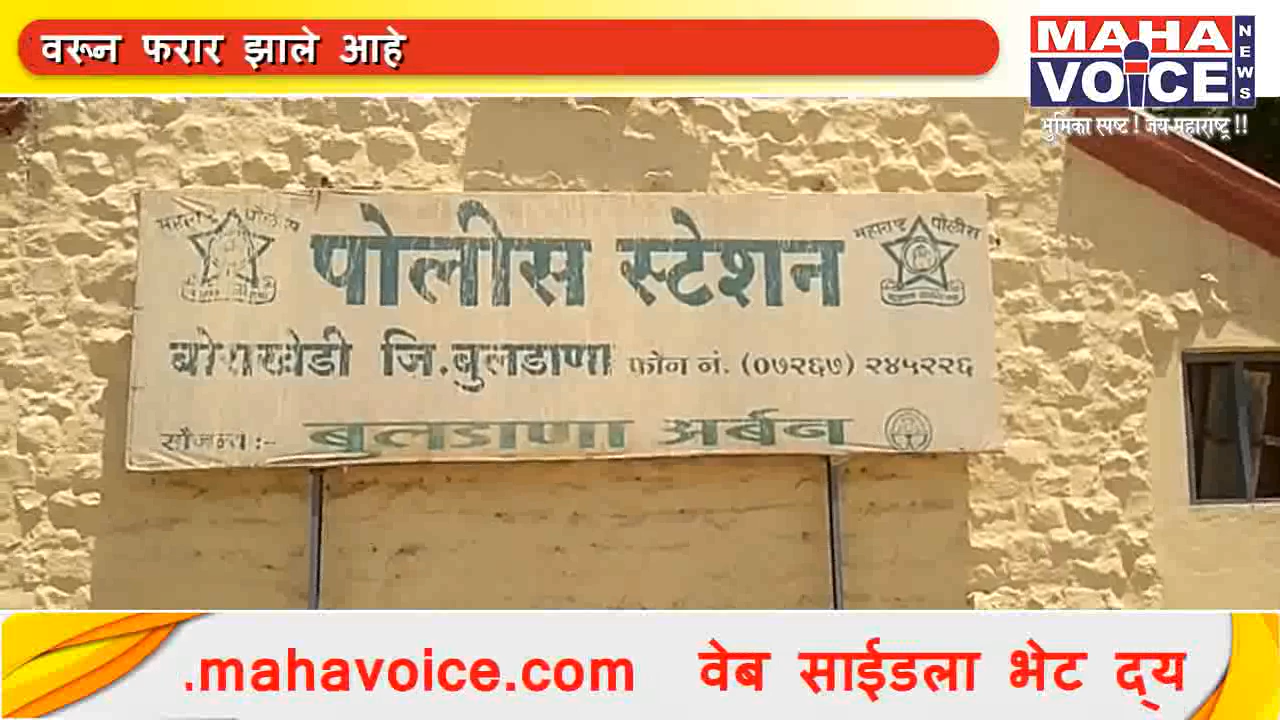 वरून फरार झाले आहे
MAHA
VOICE
NEWS
भुमिका स्पष्ट ! जय महाराष्ट्र !!
महाराष्ट्र पोलीस
पोलीस स्टेशन
महाराष्ट्र पोलीस
बोराखेडी जि.बुलडाणा फोन नं. (०७२६७) २४५२२६
सौजन्य :- बुलडाणा अर्बन
.mahavoice.com वेब साईडला भेट द्य